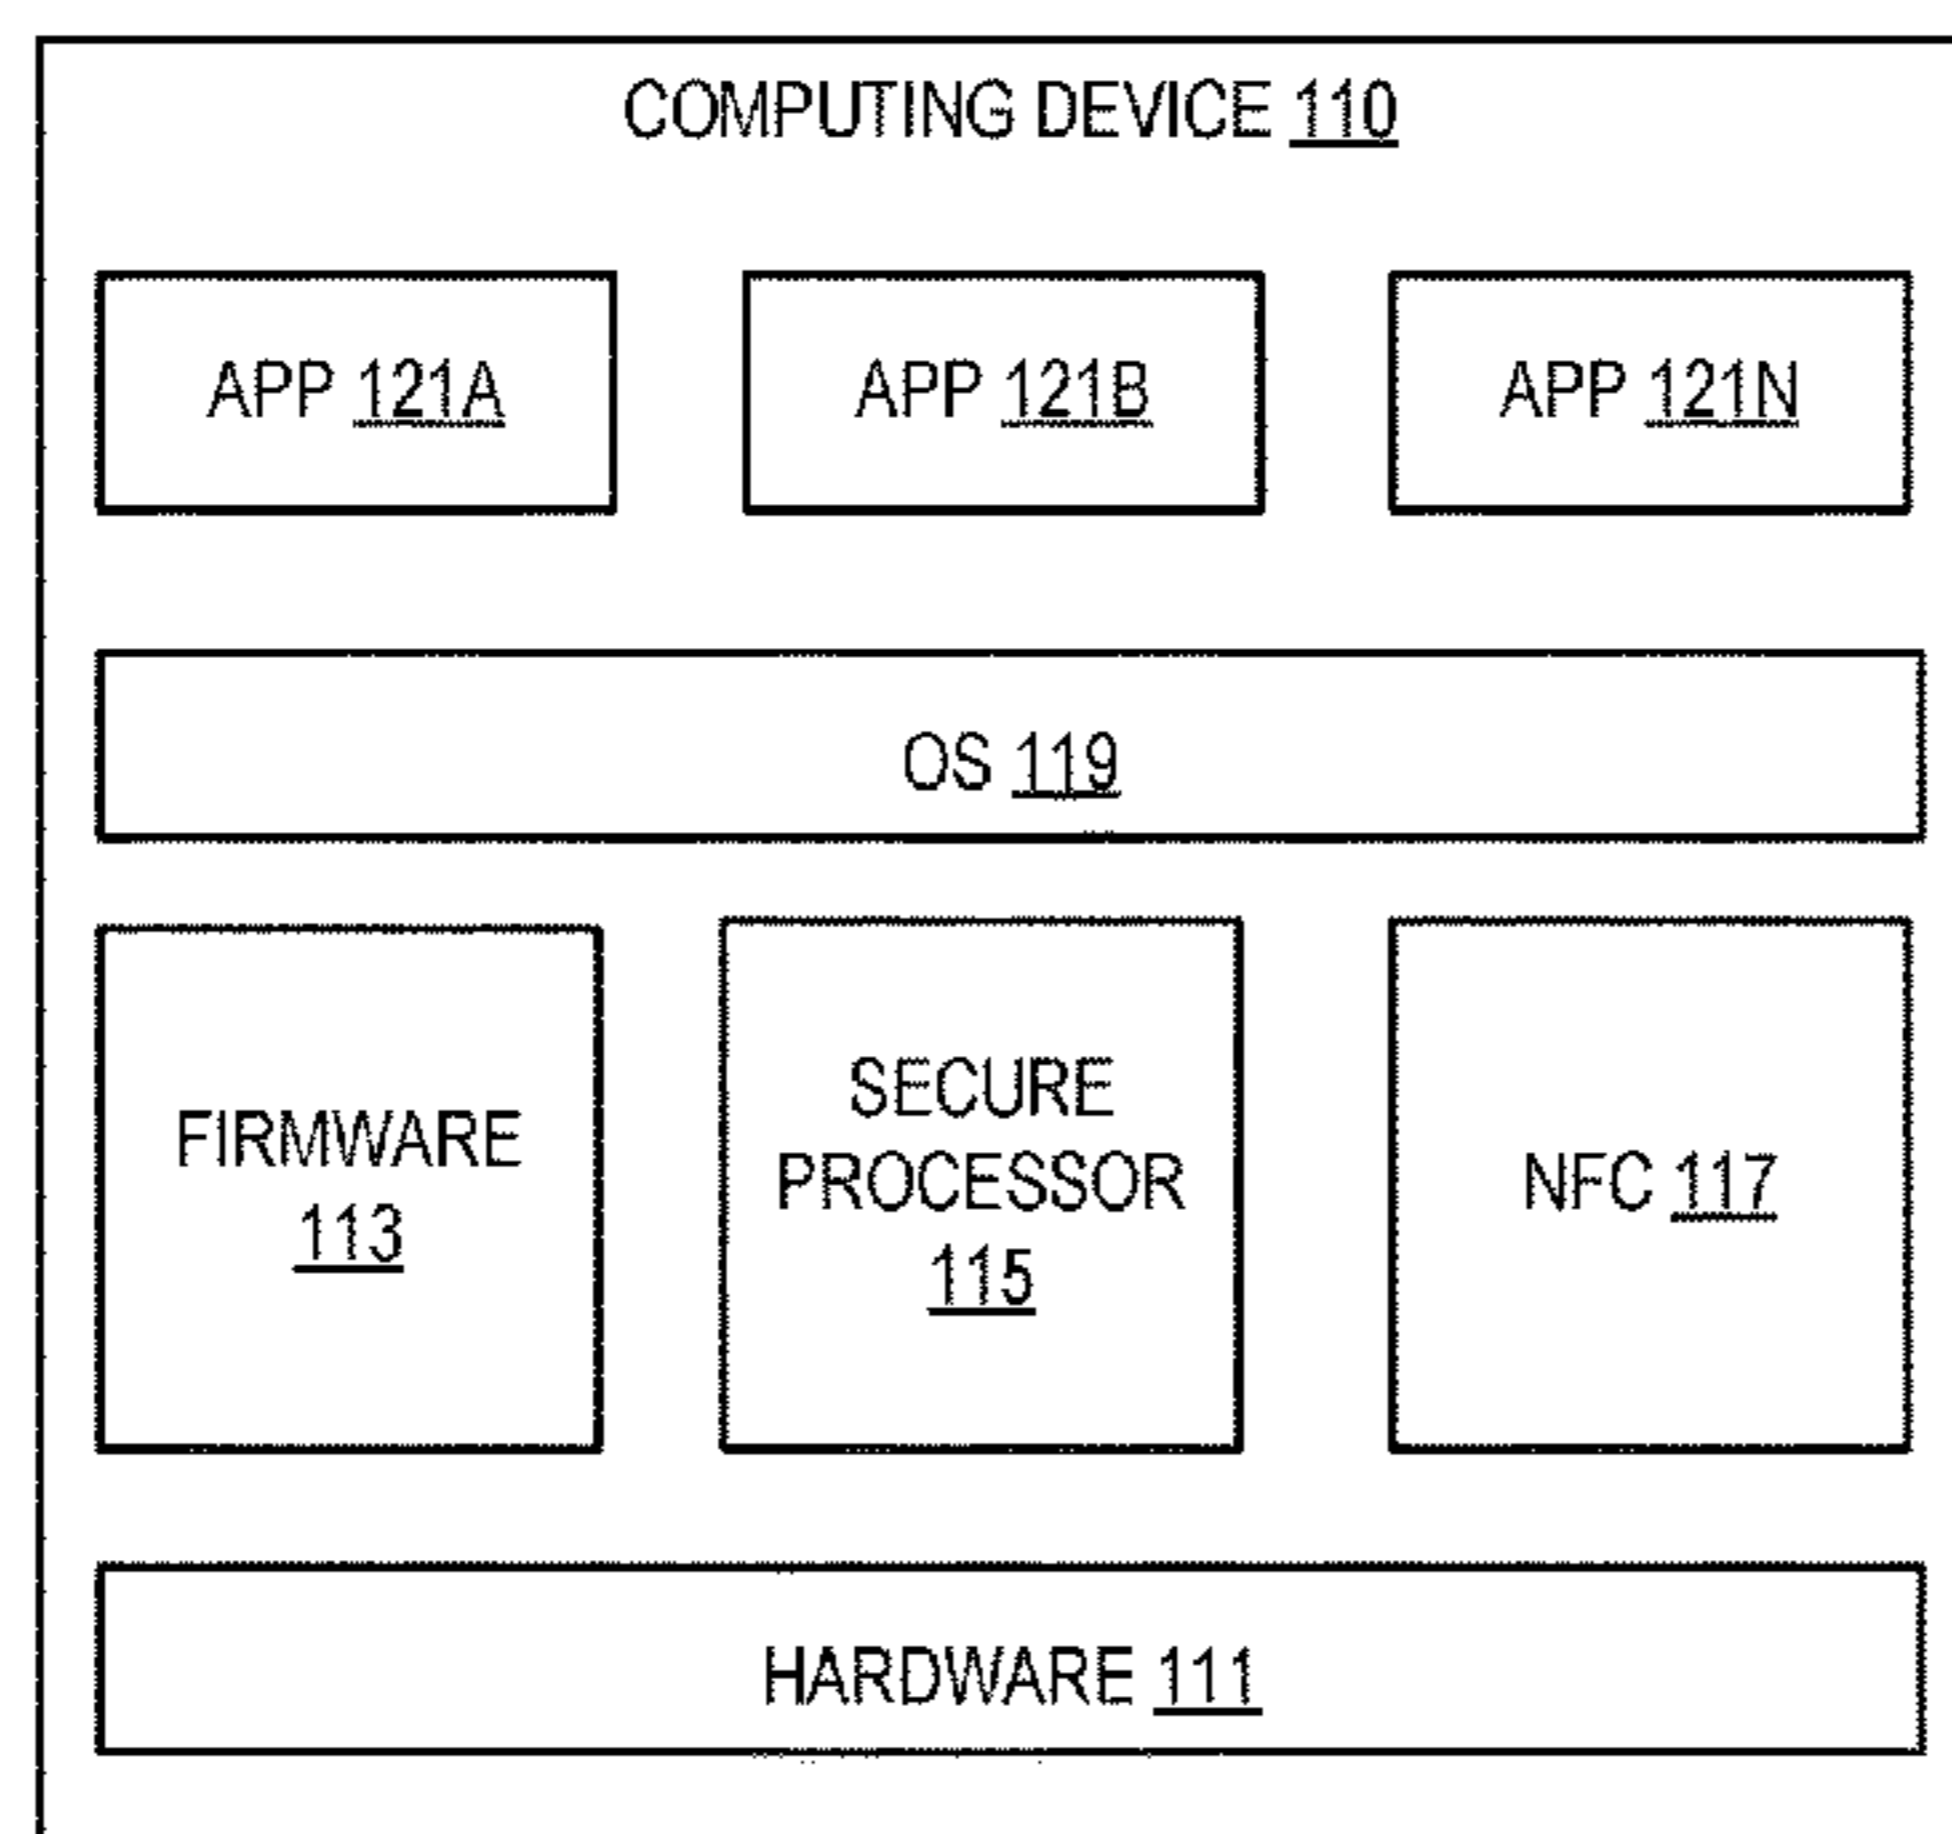 COMPUTING DEVICE 110
APP 121A
APP 121B
APP 121N
OS 119
FIRMWARE
113
SECURE
PROCESSOR
115
NFC 117
HARDWARE 111